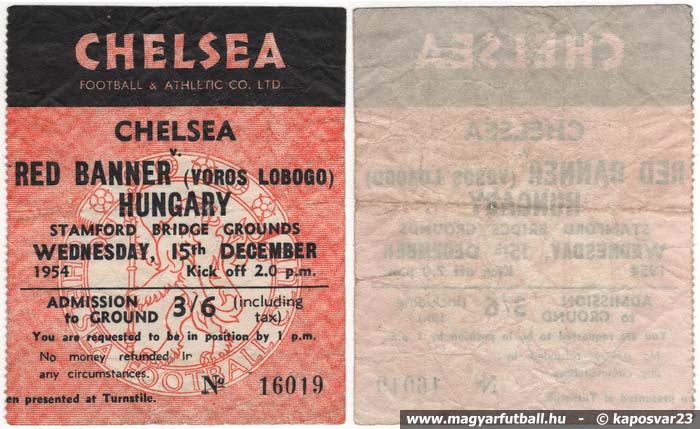 CHELSEA
FOOTBALL & ATHLETIC CO. LTD.
CHELSEA
v.
RED BANNER (VOROS LOBOGO)
HUNGARY
STAMFORD BRIDGE GROUNDS
WEDNESDAY, 15th DECEMBER
1954 Kick off 2.0 p.m.
ADMISSION to GROUND 3/6 (including tax)
You are requested to be in position by 1 p.m.
No money refunded in
any circumstances.
No 16019
en presented at Turnstile.
www.magyarfutball.hu - © kaposvar23